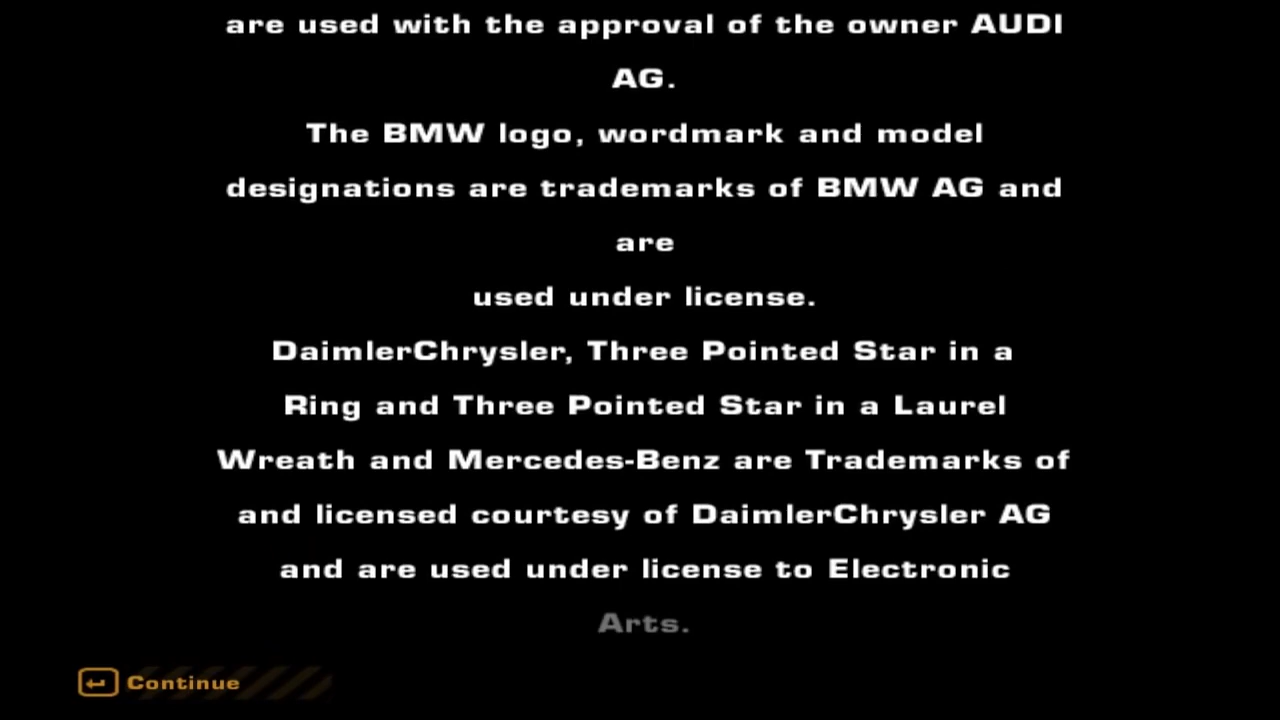 are used with the approval of the owner AUDI
AG.
The BMW logo, wordmark and model
designations are trademarks of BMW AG and
are
used under license.
DaimlerChrysler, Three Pointed Star in a
Ring and Three Pointed Star in a Laurel
Wreath and Mercedes-Benz are Trademarks of
and licensed courtesy of DaimlerChrysler AG
and are used under license to Electronic
Arts.
Continue